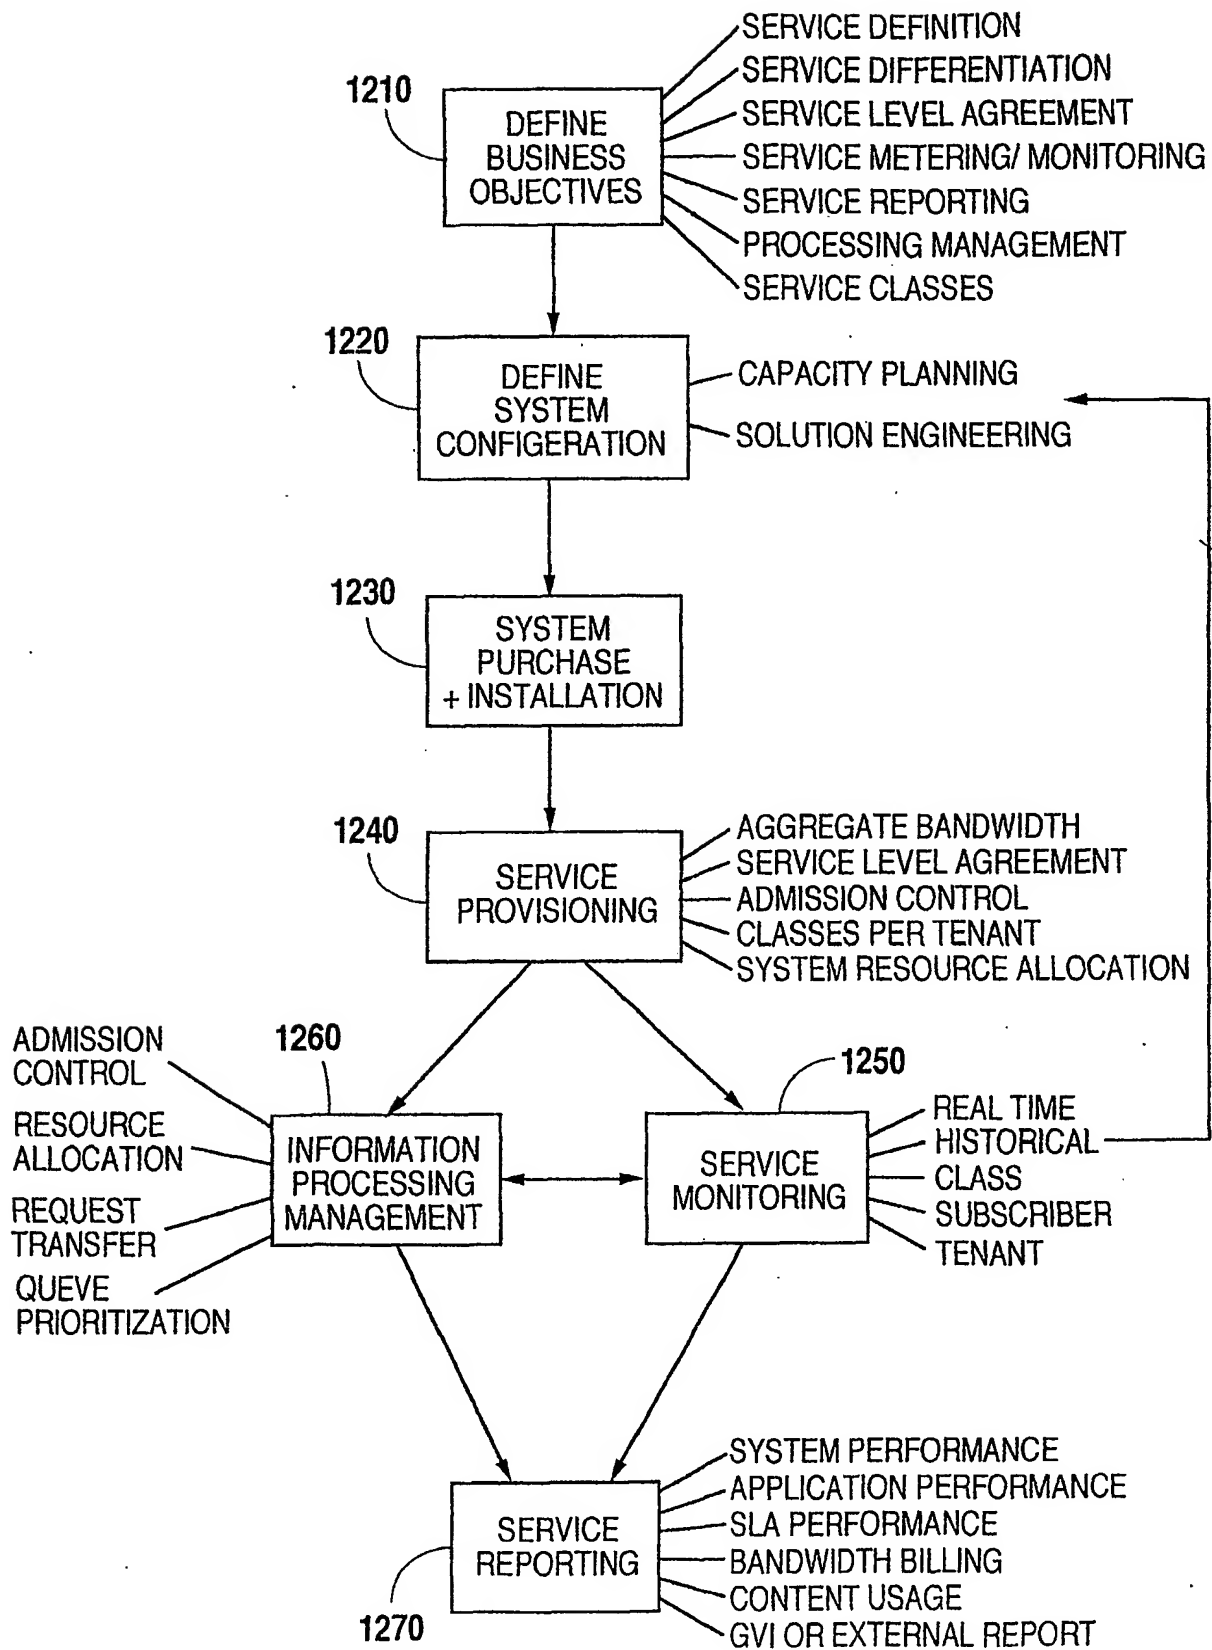 1210
DEFINE
BUSINESS
OBJECTIVES
SERVICE DEFINITION
SERVICE DIFFERENTIATION
SERVICE LEVEL AGREEMENT
SERVICE METERING/ MONITORING
SERVICE REPORTING
PROCESSING MANAGEMENT
SERVICE CLASSES
1220
DEFINE
SYSTEM
CONFIGERATION
CAPACITY PLANNING
SOLUTION ENGINEERING
1230
SYSTEM
PURCHASE
+ INSTALLATION
1240
SERVICE
PROVISIONING
AGGREGATE BANDWIDTH
SERVICE LEVEL AGREEMENT
ADMISSION CONTROL
CLASSES PER TENANT
SYSTEM RESOURCE ALLOCATION
ADMISSION
CONTROL
RESOURCE
ALLOCATION
REQUEST
TRANSFER
QUEVE
PRIORITIZATION
1260
INFORMATION
PROCESSING
MANAGEMENT
1250
SERVICE
MONITORING
REAL TIME
HISTORICAL
CLASS
SUBSCRIBER
TENANT
1270
SERVICE
REPORTING
SYSTEM PERFORMANCE
APPLICATION PERFORMANCE
SLA PERFORMANCE
BANDWIDTH BILLING
CONTENT USAGE
GVI OR EXTERNAL REPORT